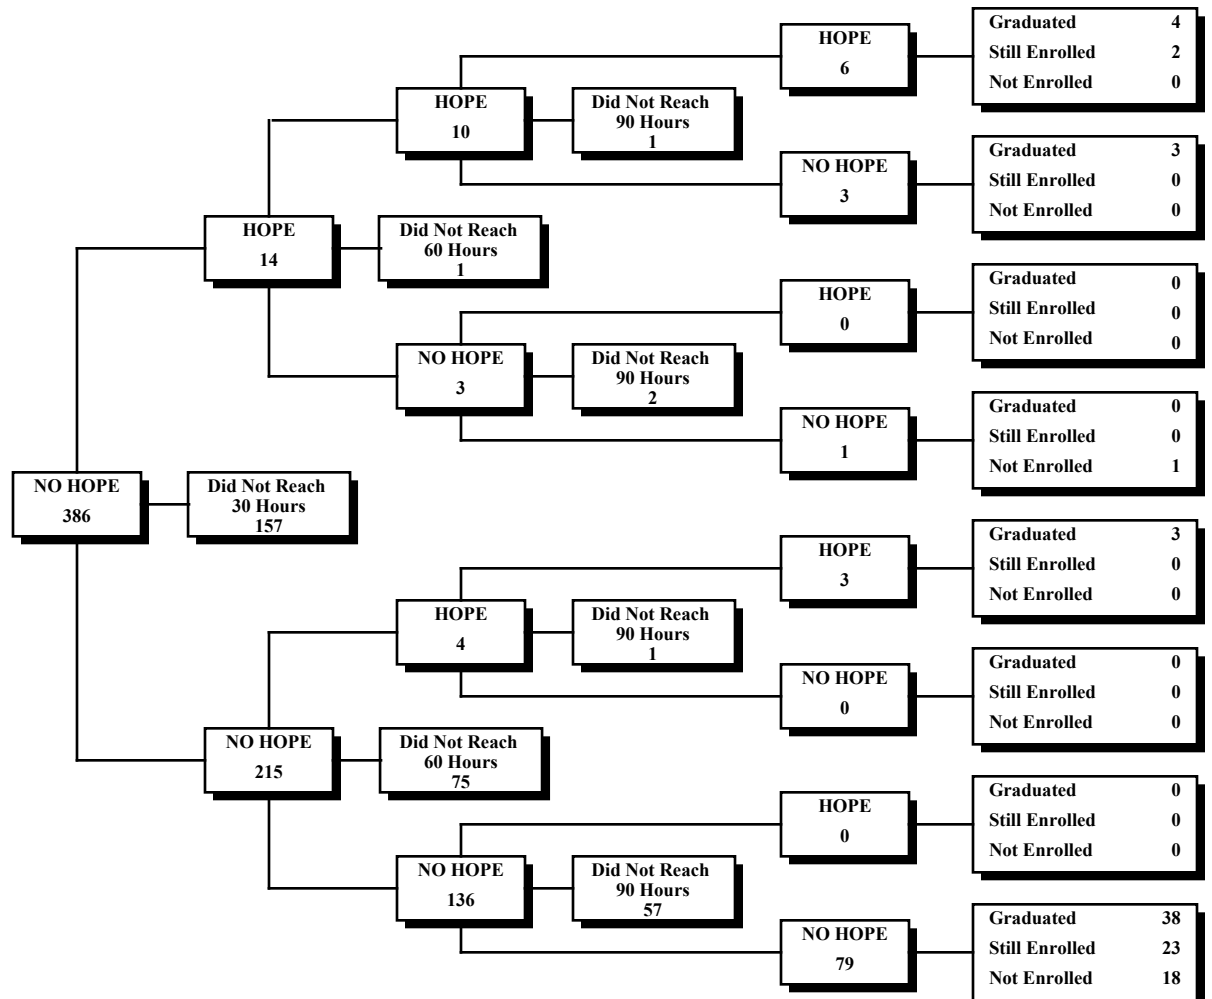 NO HOPE
386
Did Not Reach
30 Hours
157
HOPE
14
Did Not Reach
60 Hours
1
NO HOPE
215
Did Not Reach
60 Hours
75
HOPE
10
Did Not Reach
90 Hours
1
NO HOPE
3
Did Not Reach
90 Hours
2
HOPE
4
Did Not Reach
90 Hours
1
NO HOPE
136
Did Not Reach
90 Hours
57
HOPE
6
Graduated 4
Still Enrolled 2
Not Enrolled 0
NO HOPE
3
Graduated 3
Still Enrolled 0
Not Enrolled 0
HOPE
0
Graduated 0
Still Enrolled 0
Not Enrolled 0
NO HOPE
1
Graduated 0
Still Enrolled 0
Not Enrolled 1
HOPE
3
Graduated 3
Still Enrolled 0
Not Enrolled 0
NO HOPE
0
Graduated 0
Still Enrolled 0
Not Enrolled 0
HOPE
0
Graduated 0
Still Enrolled 0
Not Enrolled 0
NO HOPE
79
Graduated 38
Still Enrolled 23
Not Enrolled 18